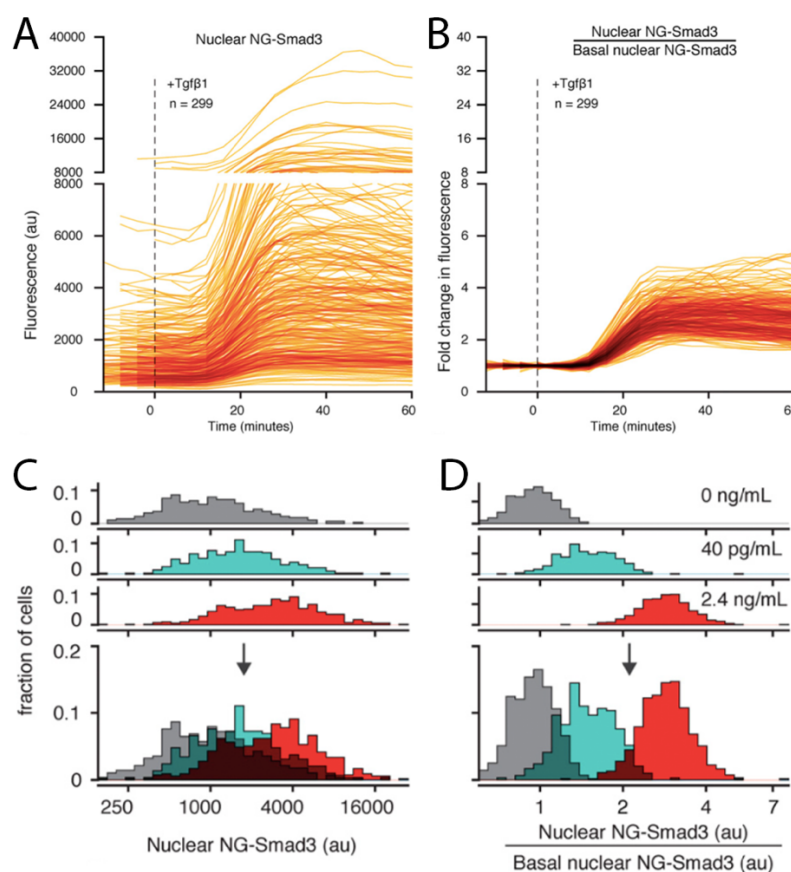 A
Nuclear NG-Smad3
40000
32000
24000
16000
8000
8000
6000
4000
2000
0
+Tgfβ1
n = 299
Fluorescence (au)
0
20
40
60
Time (minutes)
B
Nuclear NG-Smad3
Basal nuclear NG-Smad3
40
32
24
16
8
8
6
4
2
0
+Tgfβ1
n = 299
Fold change in fluorescence
0
20
40
60
Time (minutes)
C
0.1
0
0.1
0
0.1
0
0.2
0.1
0
fraction of cells
250
1000
4000
16000
Nuclear NG-Smad3 (au)
D
0 ng/mL
40 pg/mL
2.4 ng/mL
1
2
4
7
Nuclear NG-Smad3 (au)
Basal nuclear NG-Smad3 (au)